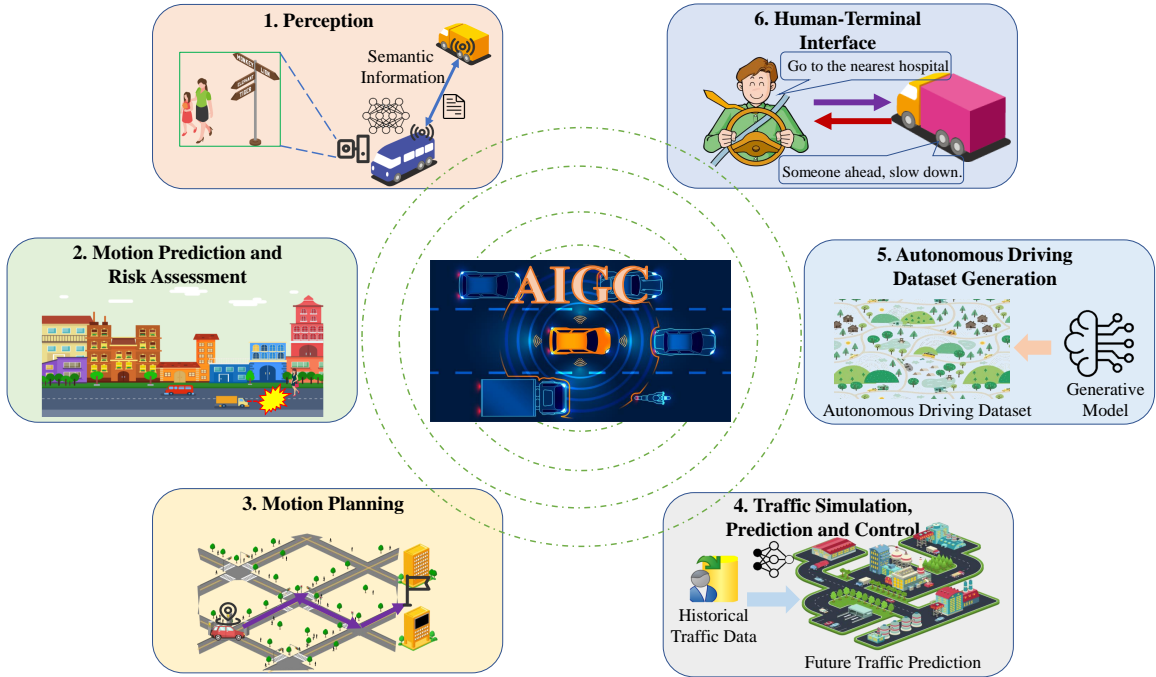 1. Perception
Semantic
Information
6. Human-Terminal
Interface
Go to the nearest hospital
Someone ahead, slow down.
2. Motion Prediction and
Risk Assessment
AIGC
5. Autonomous Driving
Dataset Generation
Autonomous Driving Dataset
Generative
Model
3. Motion Planning
4. Traffic Simulation,
Prediction and Control
Historical
Traffic Data
Future Traffic Prediction